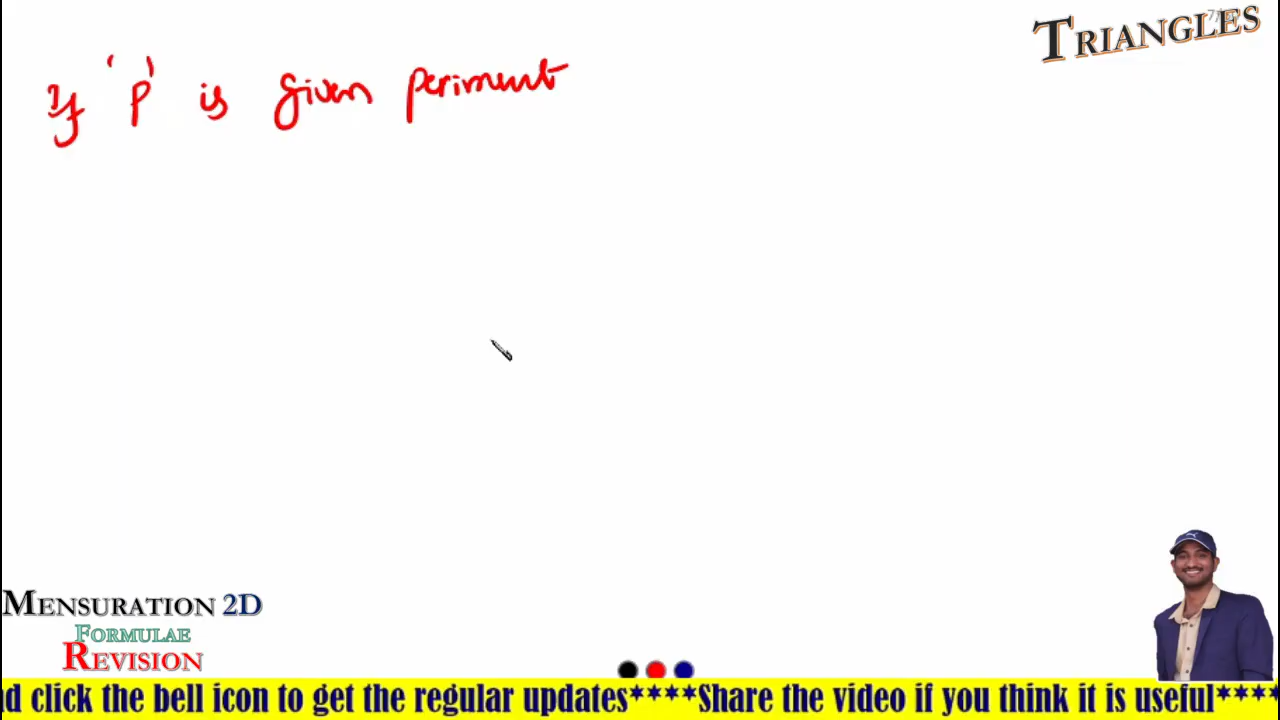 TRIANGLES
If 'P' is given periment
MENSURATION 2D
FORMULAE
REVISION
d click the bell icon to get the regular updates****Share the video if you think it is useful****